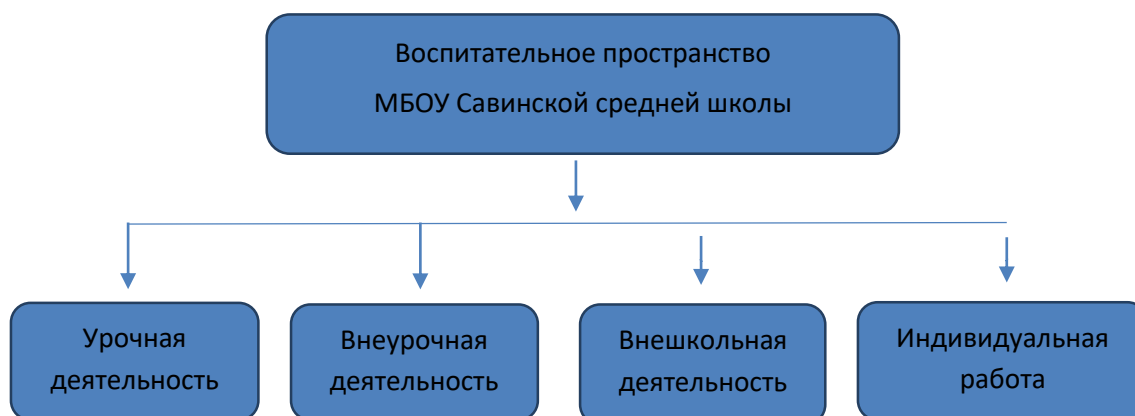 Воспитательное пространство
МБОУ Савинской средней школы
Урочная
деятельность
Внеурочная
деятельность
Внешкольная
деятельность
Индивидуальная
работа